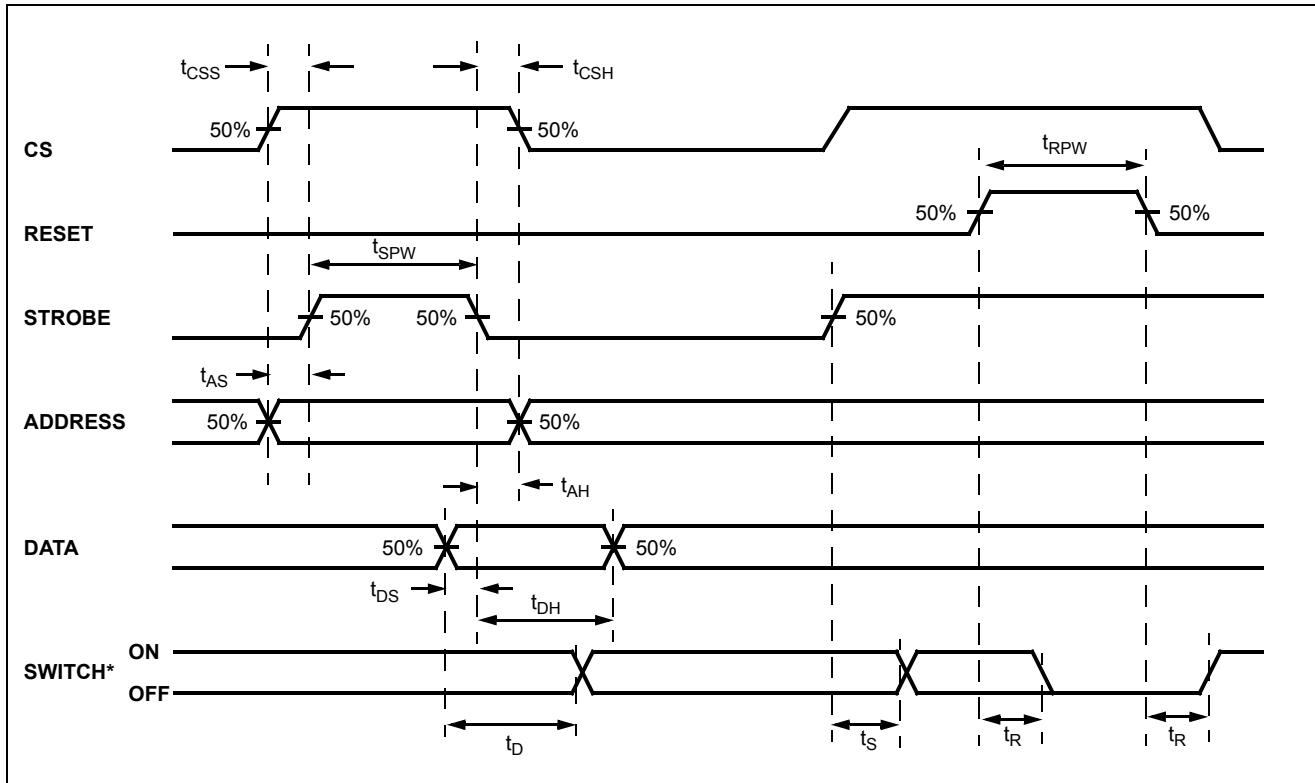 tCSS
tCSH
50%
50%
CS
tRPW
50%
50%
RESET
tSPW
STROBE
50%
50%
50%
tAS
ADDRESS
50%
50%
tAH
DATA
50%
50%
tDS
tDH
ON
SWITCH*
OFF
tD
tS
tR
tR